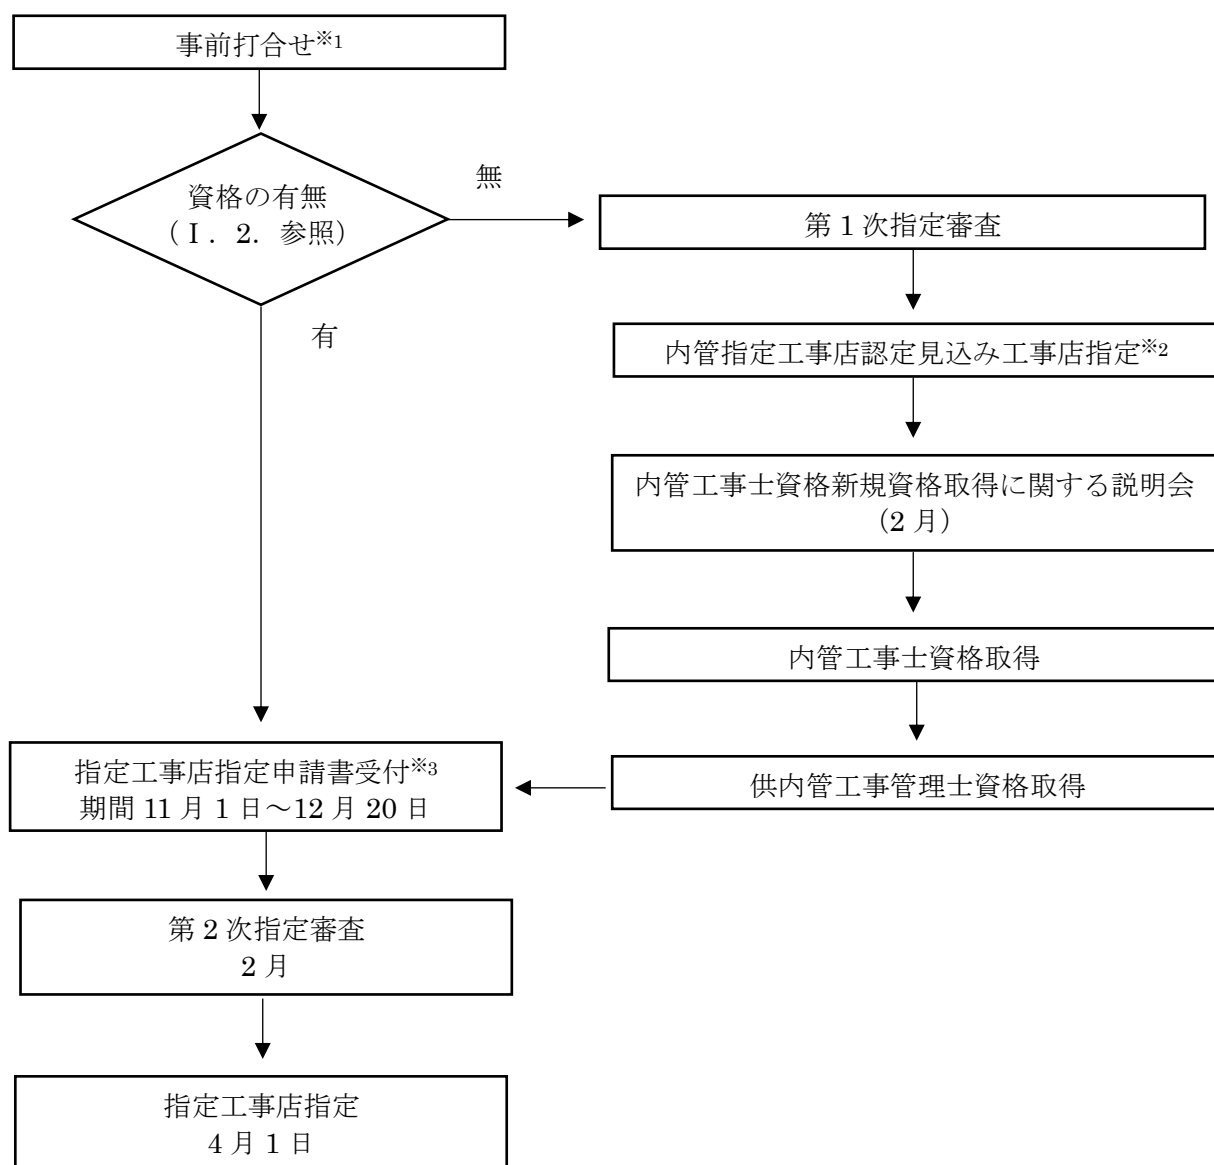 事前打合せ※1
資格の有無
（Ⅰ．2．参照）
無
有
第 1 次指定審査
内管指定工事店認定見込み工事店指定※2
内管工事士資格新規資格取得に関する説明会
（2 月）
内管工事士資格取得
供内管工事管理士資格取得
指定工事店指定申請書受付※3
期間 11 月 1 日～12 月 20 日
第 2 次指定審査
2 月
指定工事店指定
4 月 1 日